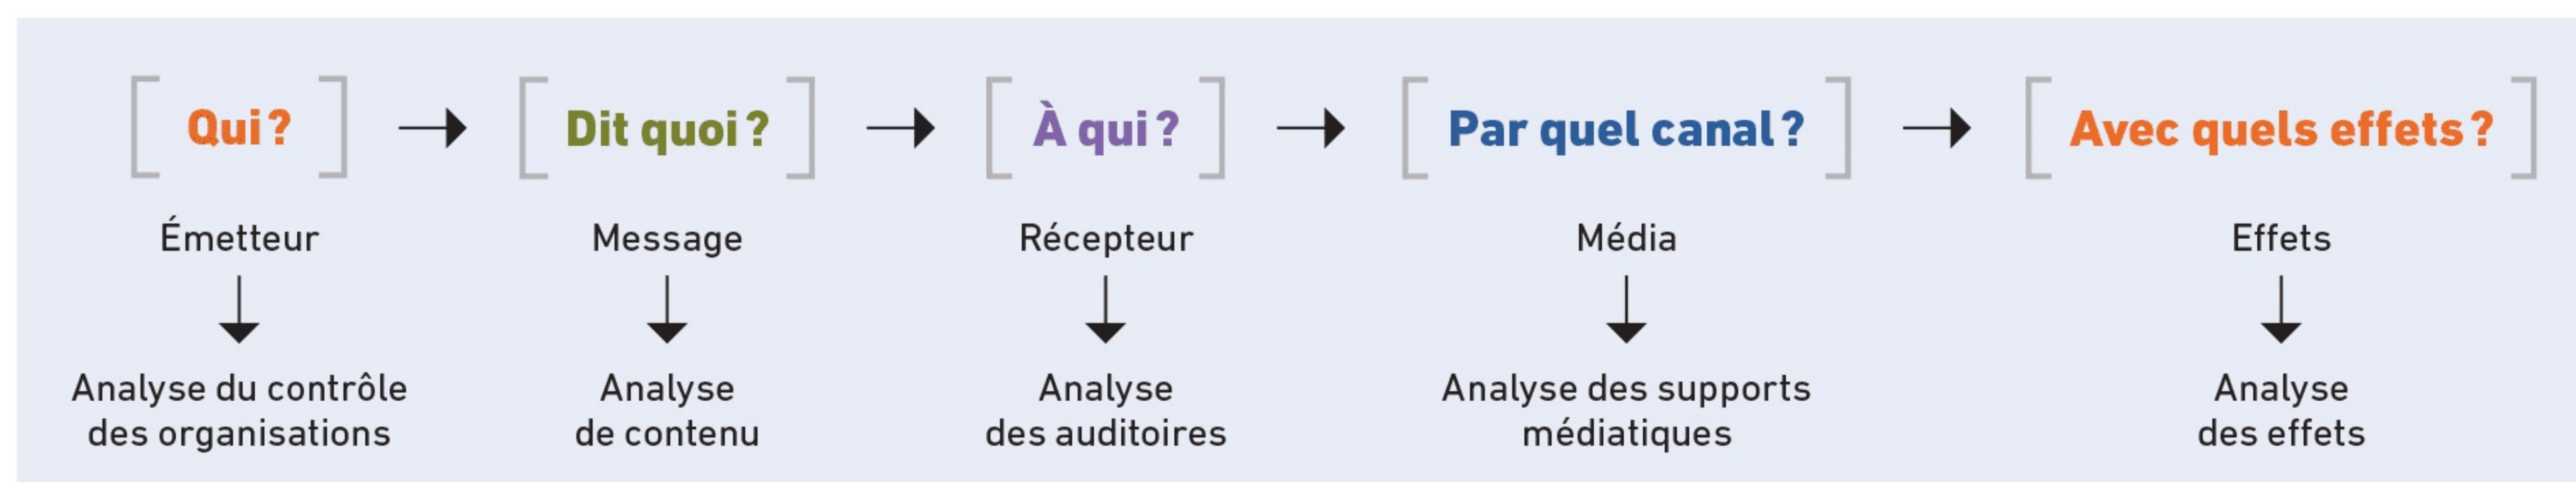 Qui ?
Dit quoi ?
À qui ?
Par quel canal ?
Avec quels effets ?
Émetteur
Message
Récepteur
Média
Effets
Analyse du contrôle
des organisations
Analyse
de contenu
Analyse
des auditoires
Analyse des supports
médiatiques
Analyse
des effets